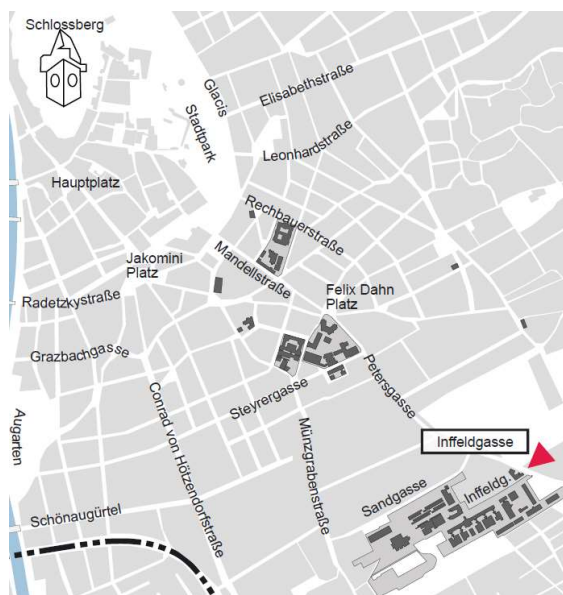 Schlossberg
Glacis
Elisabethstraße
Stadtpark
Leonhardstraße
Hauptplatz
Rechbauerstraße
Jakomini
Platz
Mandellstraße
Felix Dahn
Platz
Radetzkystraße
Grazbachgasse
Steyrergasse
Petersgasse
Augarten
Conrad von Hötzendorfstraße
Münzgrabenstraße
Inffeldgasse
Sandgasse
Inffeldg.
Schönaugürtel